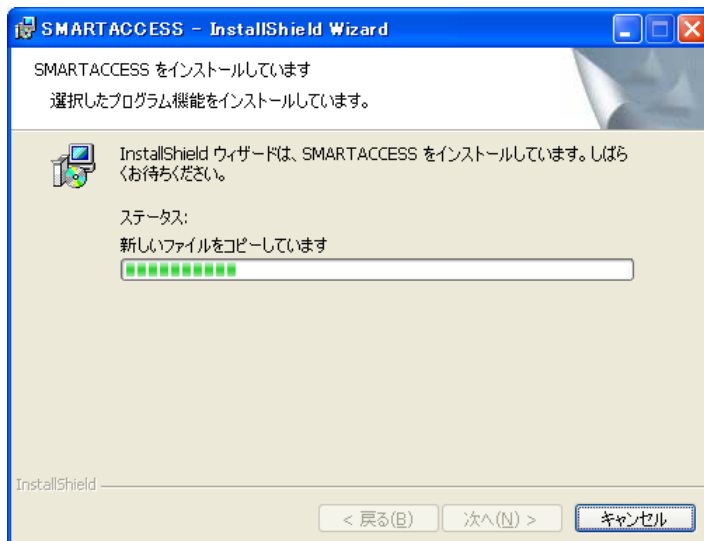 SMARTACCESS - InstallShield Wizard
SMARTACCESS をインストールしています
選択したプログラム機能をインストールしています。
InstallShield ウィザードは、SMARTACCESS をインストールしています。しばら
くお待ちください。
ステータス:
新しいファイルをコピーしています
InstallShield
< 戻る(B)
次へ(N) >
キャンセル